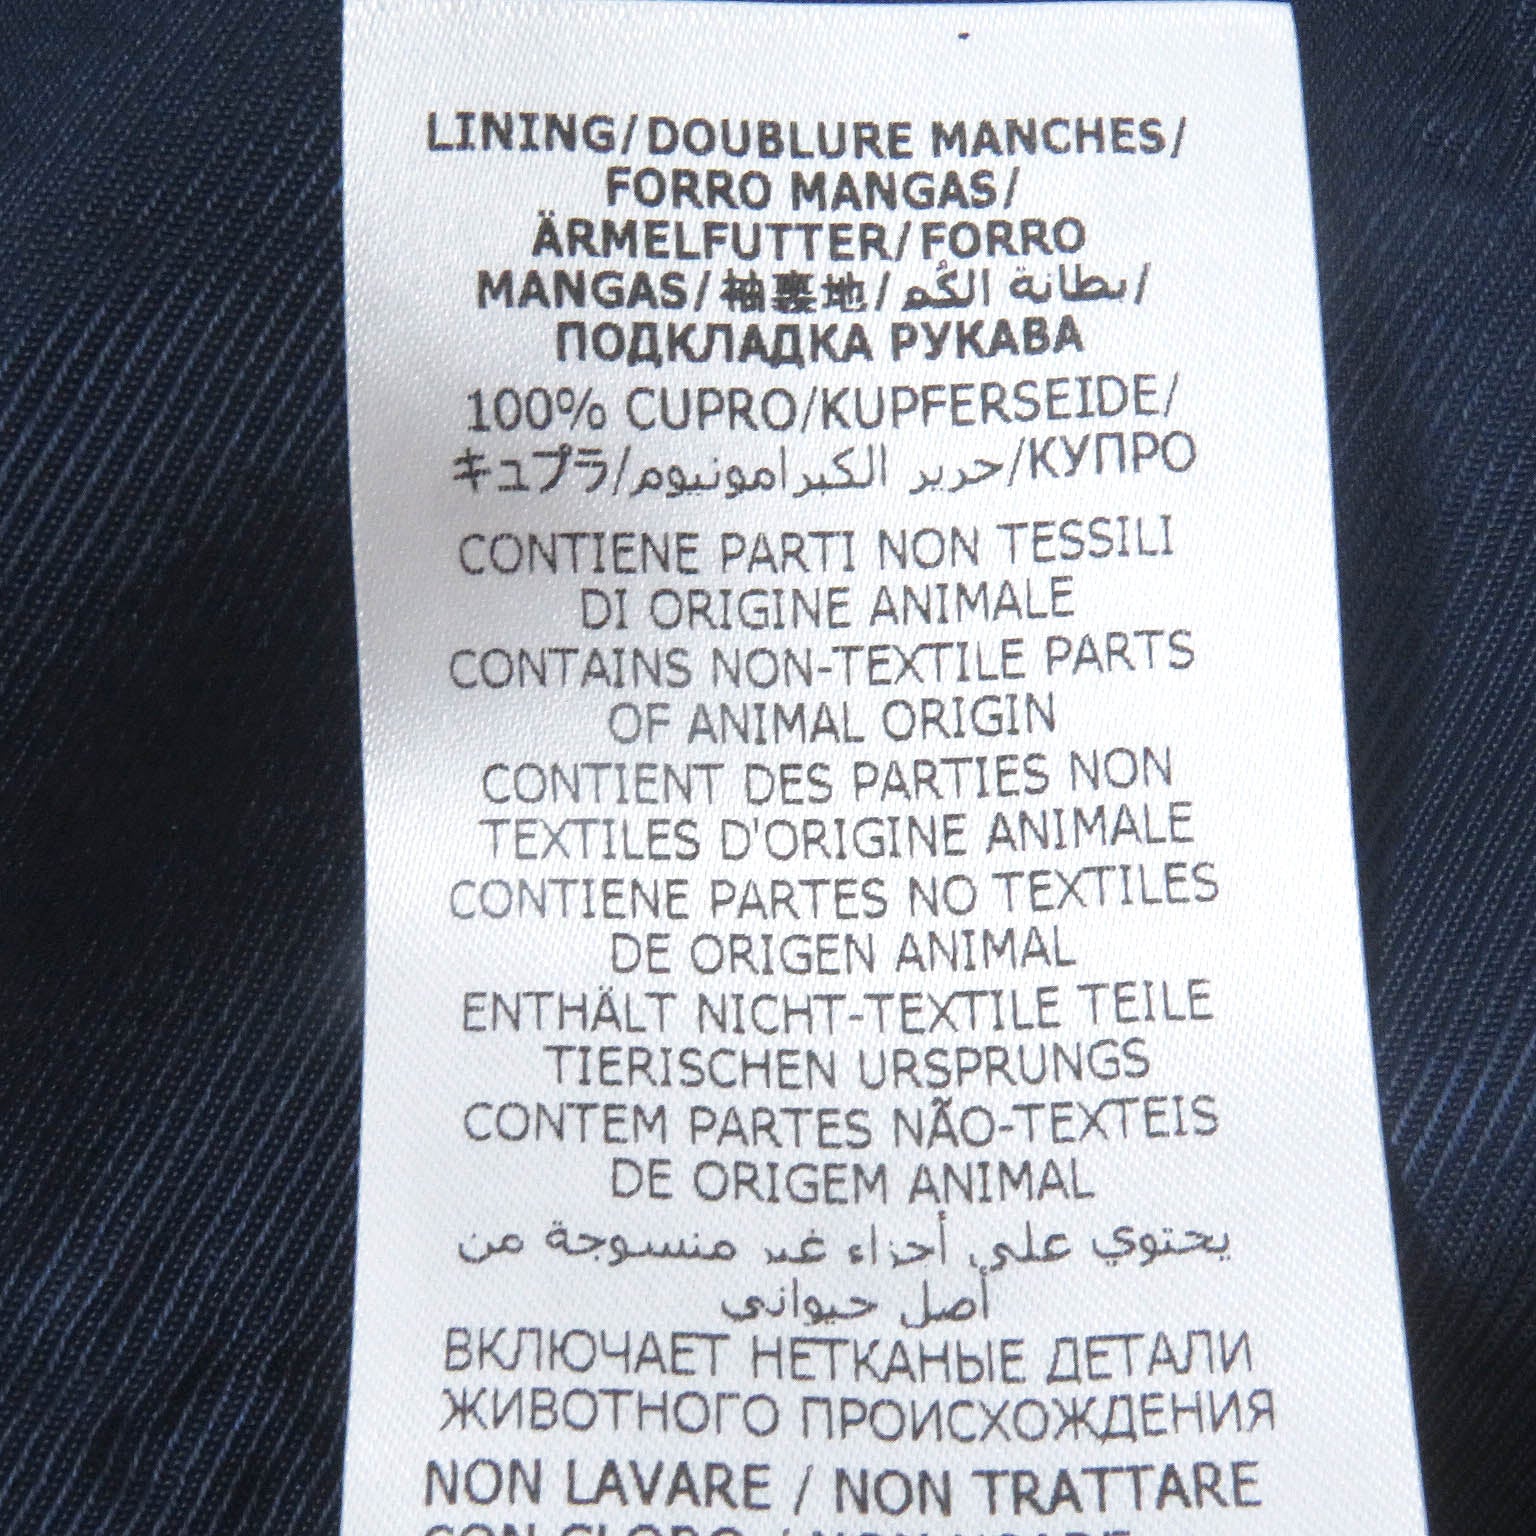 LINING/DOUBLURE MANCHES/
FORRO MANGAS/
ÄRMELFUTTER/FORRO
MANGAS/袖裏地/بطانة الكُم/
ПОДКЛАДКА РУКАВА
100% CUPRO/KUPFERSEIDE/
キュプラ/حرير الكبرامونيوم/КУПРО
CONTIENE PARTI NON TESSILI
DI ORIGINE ANIMALE
CONTAINS NON-TEXTILE PARTS
OF ANIMAL ORIGIN
CONTIENT DES PARTIES NON
TEXTILES D'ORIGINE ANIMALE
CONTIENE PARTES NO TEXTILES
DE ORIGEN ANIMAL
ENTHÄLT NICHT-TEXTILE TEILE
TIERISCHEN URSPRUNGS
CONTEM PARTES NÃO-TEXTEIS
DE ORIGEM ANIMAL
يحتوي على أجزاء غير منسوجة من
أصل حيواني
ВКЛЮЧАЕТ НЕТКАНЫЕ ДЕТАЛИ
ЖИВОТНОГО ПРОИСХОЖДЕНИЯ
NON LAVARE / NON TRATTARE
CON CLORO / NON USARE